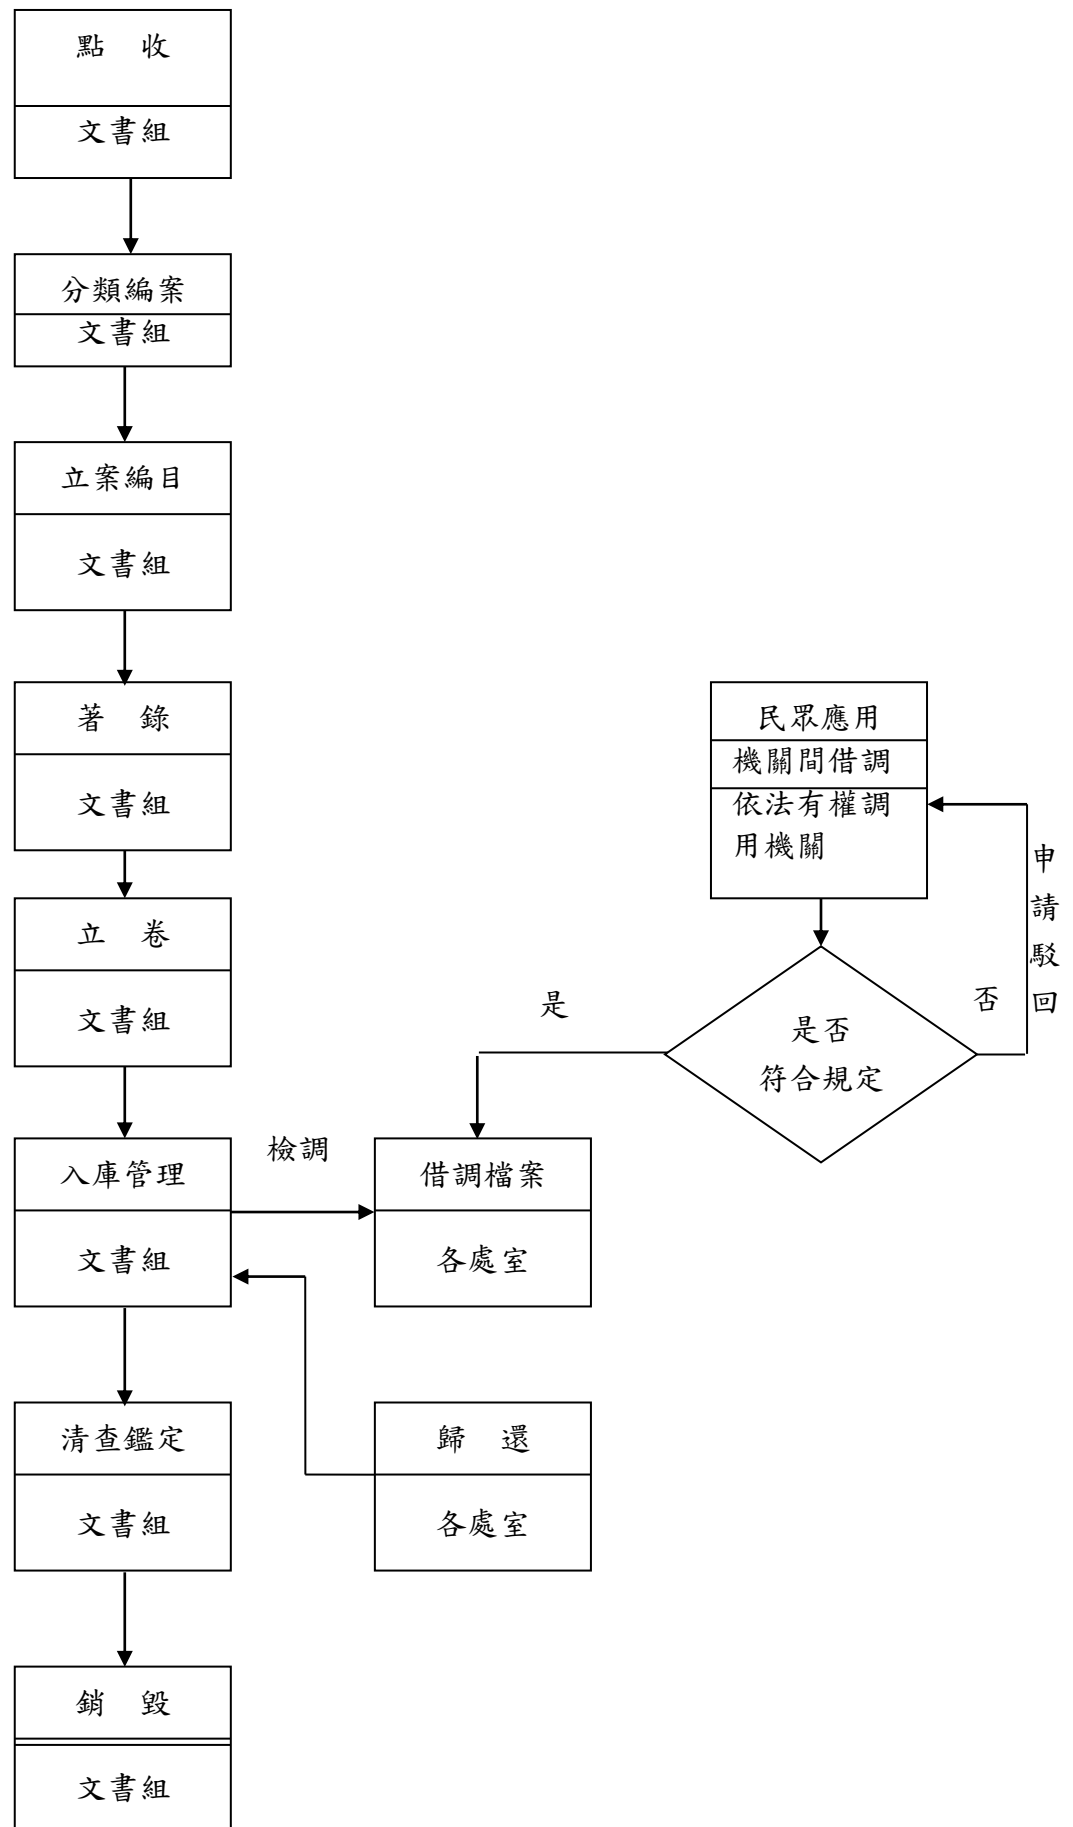 點 收
文書組
分類編案
文書組
立案編目
文書組
著 錄
文書組
立 卷
文書組
入庫管理
文書組
清查鑑定
文書組
銷 毀
文書組
檢調
借調檔案
各處室
歸 還
各處室
民眾應用
機關間借調
依法有權調
用機關
是否
符合規定
是
否
申請駁回